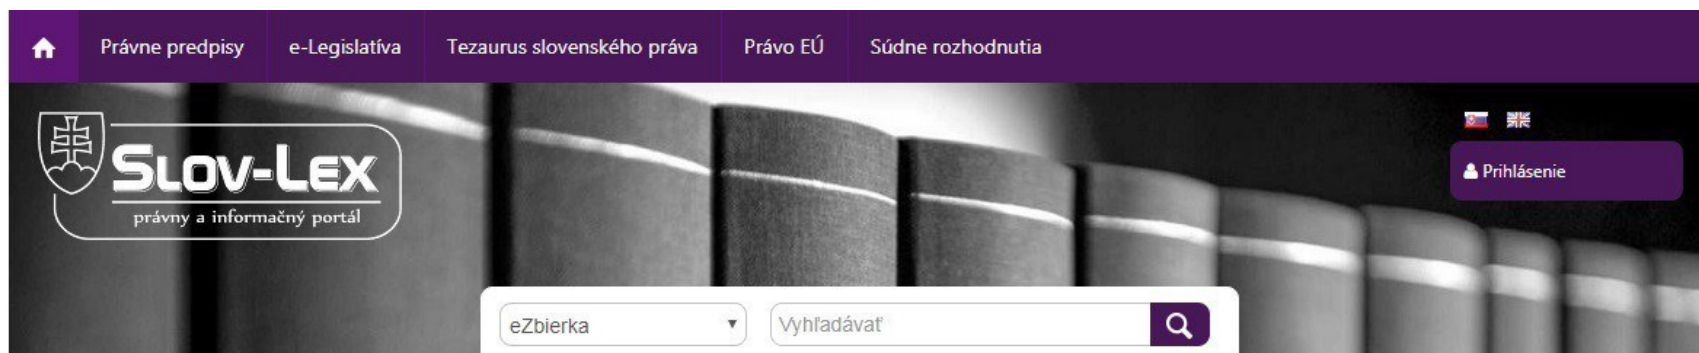 Právne predpisy e-Legislatíva Tezaurus slovenského práva Právo EÚ Súdne rozhodnutia
SLOV-LEX
právny a informačný portál
Prihlásenie
eZbierka Vyhľadávať